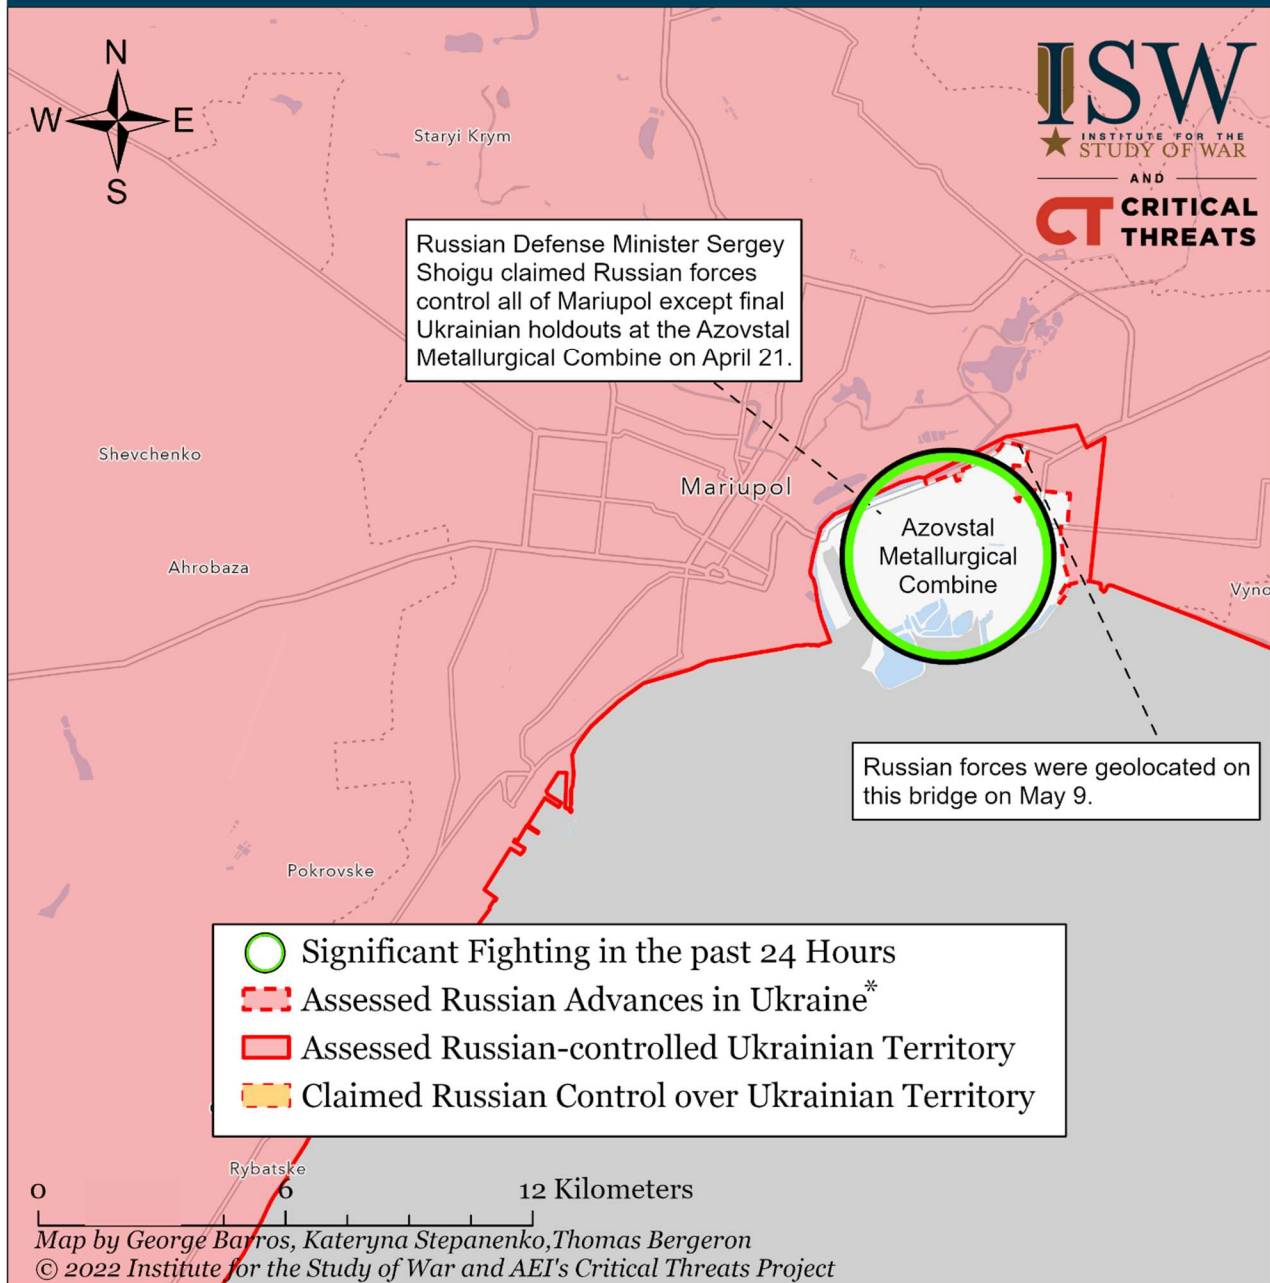 N
W E
S
ISW
INSTITUTE FOR THE
STUDY OF WAR
AND
CT CRITICAL
THREATS
Staryi Krym
Russian Defense Minister Sergey
Shoigu claimed Russian forces
control all of Mariupol except final
Ukrainian holdouts at the Azovstal
Metallurgical Combine on April 21.
Shevchenko
Mariupol
Azovstal
Metallurgical
Combine
Ahrobaza
Vyno
Russian forces were geolocated on
this bridge on May 9.
Pokrovske
Significant Fighting in the past 24 Hours
Assessed Russian Advances in Ukraine*
Assessed Russian-controlled Ukrainian Territory
Claimed Russian Control over Ukrainian Territory
Rybatske
0 6 12 Kilometers
Map by George Barros, Kateryna Stepanenko,Thomas Bergeron
© 2022 Institute for the Study of War and AEI's Critical Threats Project